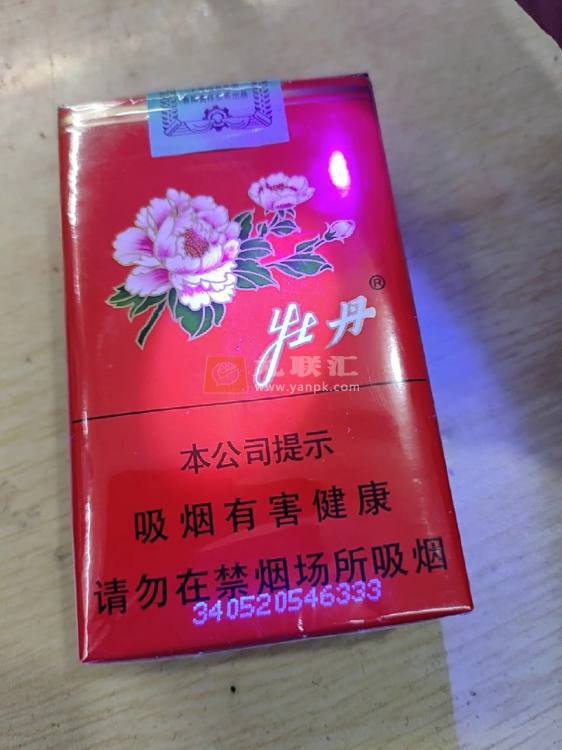 牡丹®
联汇
www.yanpk.com
本公司提示
吸烟有害健康
请勿在禁烟场所吸烟
340520546333